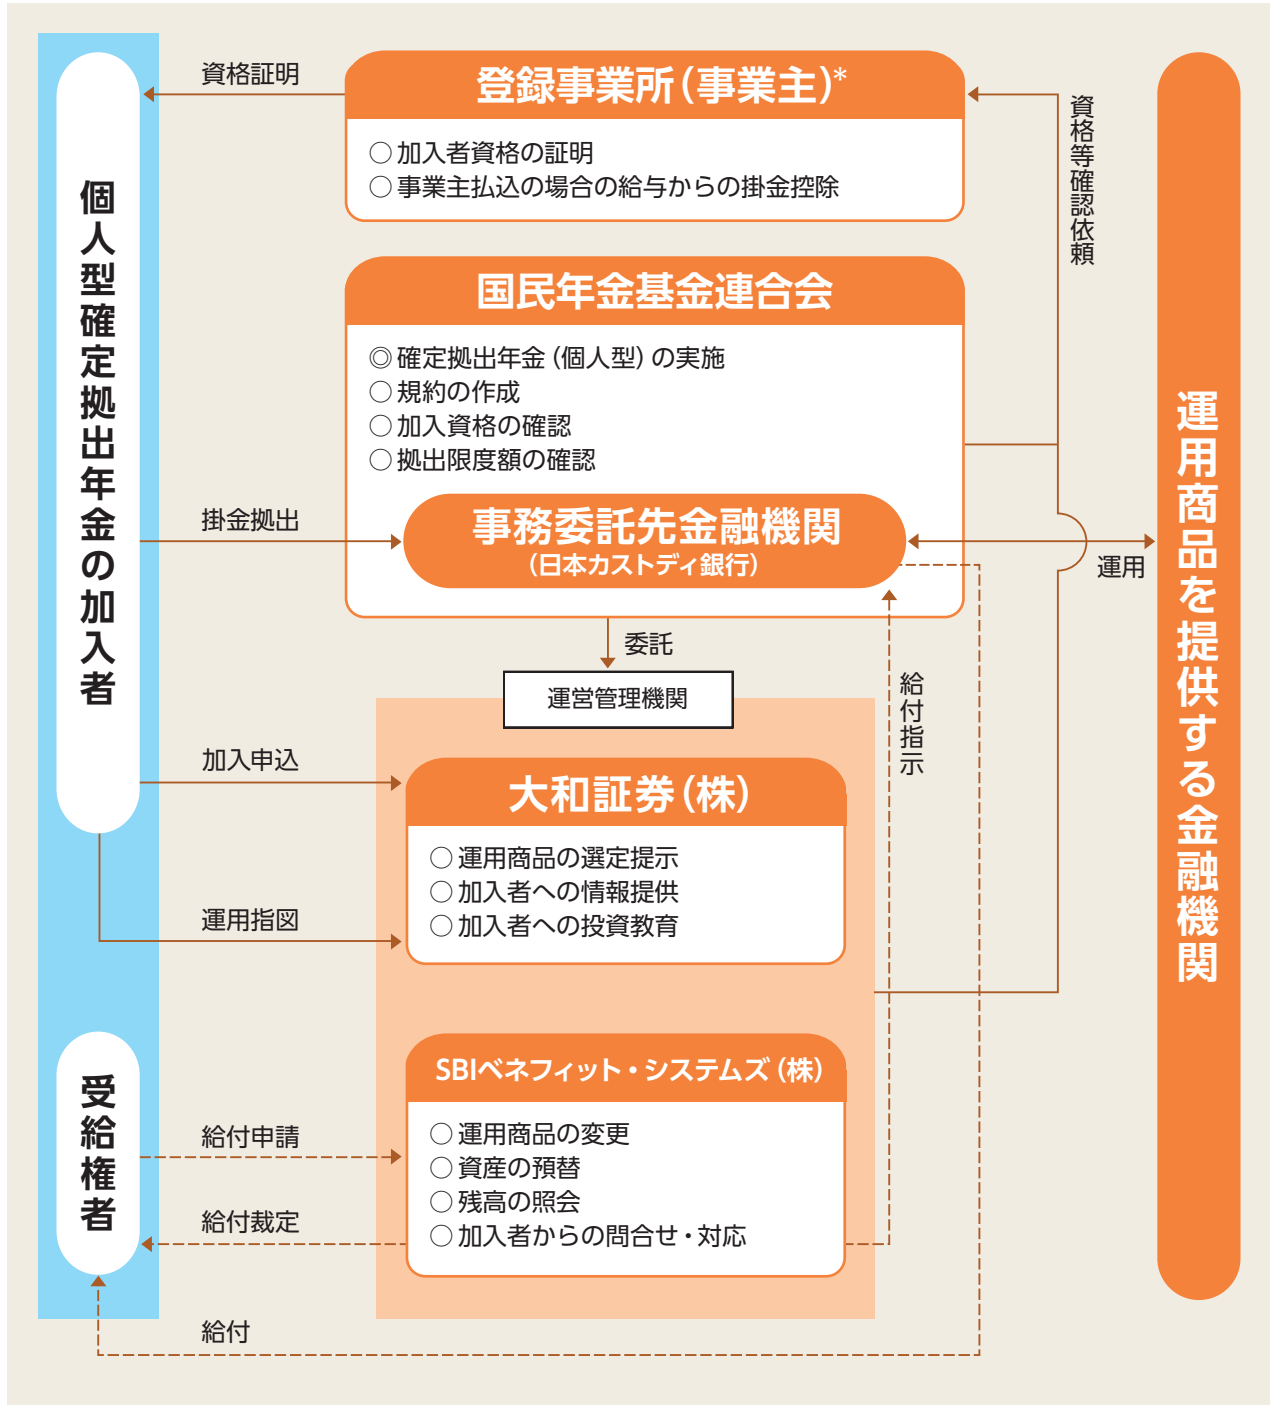 個人型確定拠出年金の加入者
資格証明
登録事業所(事業主)*
○加入者資格の証明
○事業主払込の場合の給与からの掛金控除
資格等確認依頼
国民年金基金連合会
◎確定拠出年金(個人型)の実施
○規約の作成
○加入資格の確認
○拠出限度額の確認
掛金拠出
事務委託先金融機関
(日本カストディ銀行)
運用
運用商品を提供する金融機関
委託
運営管理機関
給付指示
加入申込
大和証券(株)
○運用商品の選定提示
○加入者への情報提供
○加入者への投資教育
運用指図
受給権者
SBIベネフィット・システムズ(株)
○運用商品の変更
○資産の預替
○残高の照会
○加入者からの問合せ・対応
給付申請
給付裁定
給付